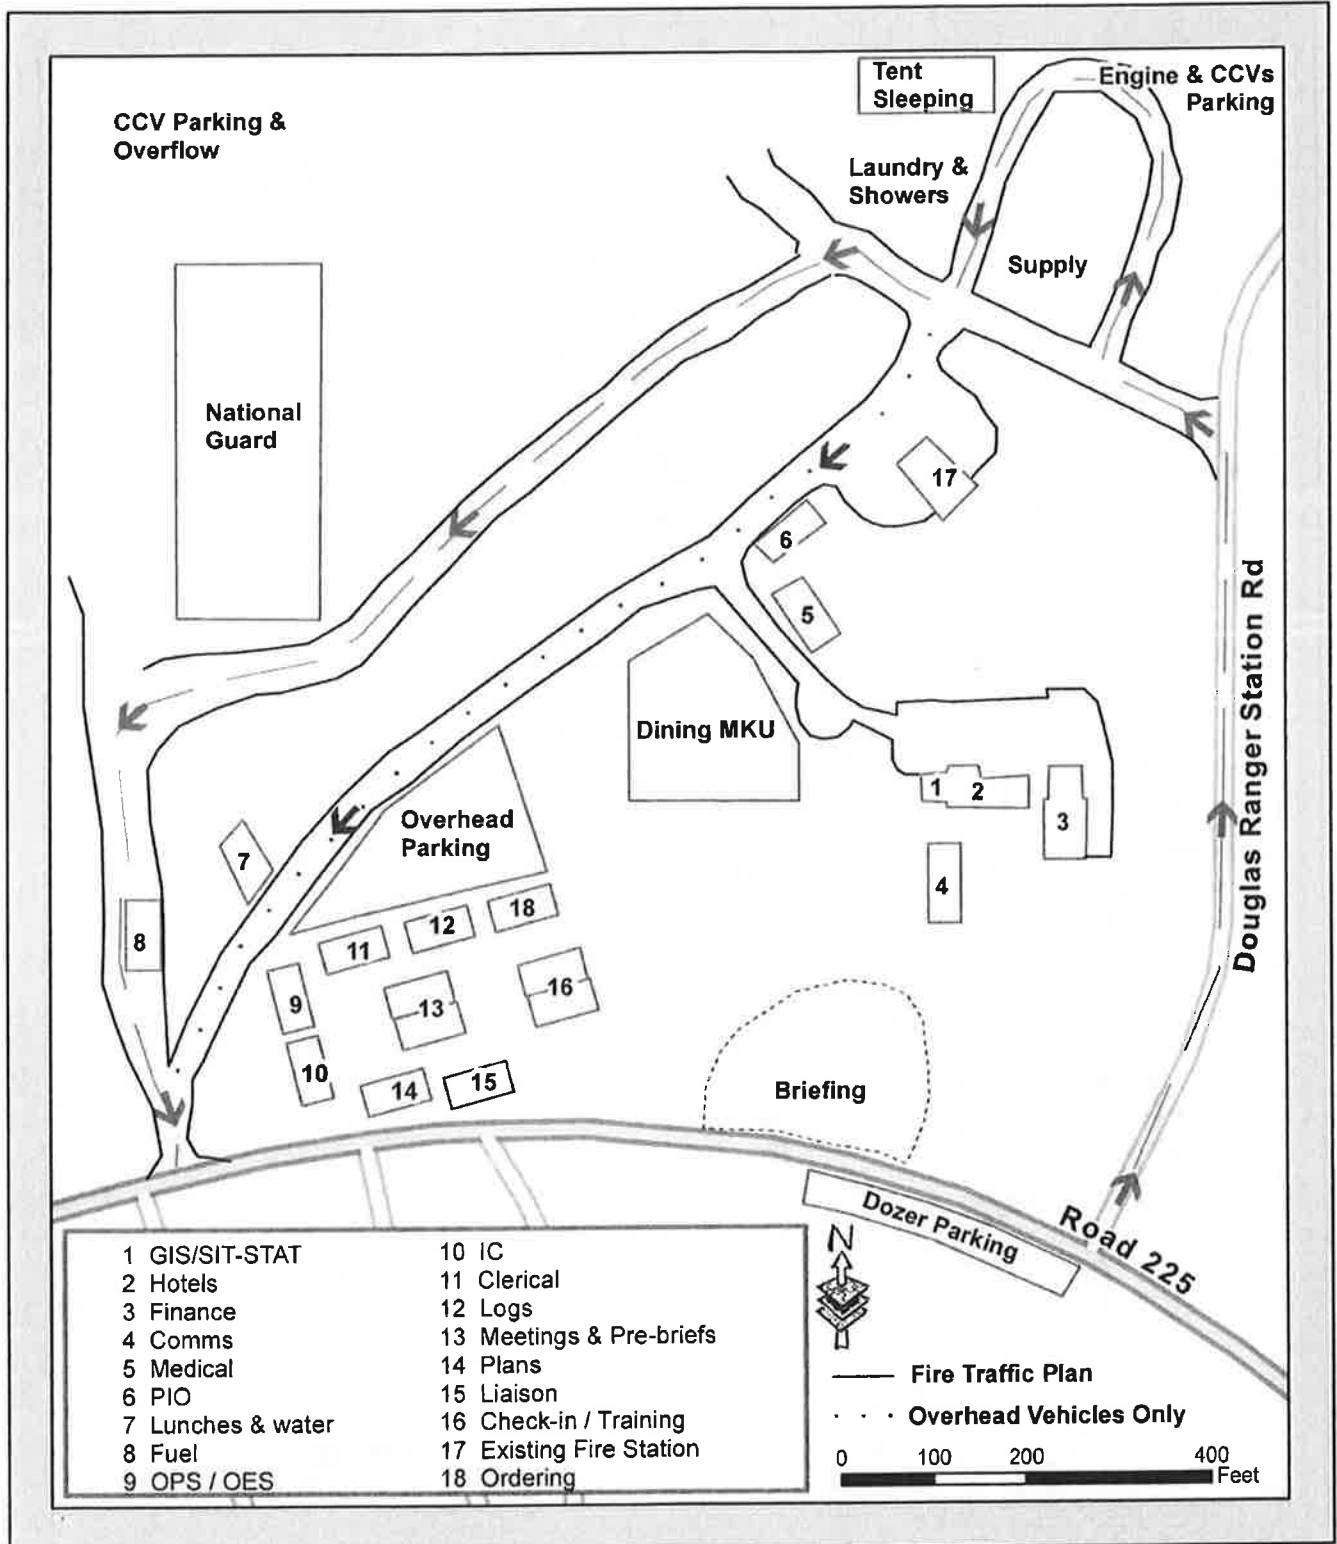 Tent
Sleeping
Engine & CCVs
Parking
CCV Parking &
Overflow
Laundry &
Showers
Supply
National
Guard
17
6
5
Douglas Ranger Station Rd
Dining MKU
1
2
3
Overhead
Parking
7
4
8
18
12
11
9
13
16
10
14
15
Briefing
Dozer Parking
Road 225
N
1 GIS/SIT-STAT
2 Hotels
3 Finance
4 Comms
5 Medical
6 PIO
7 Lunches & water
8 Fuel
9 OPS / OES
10 IC
11 Clerical
12 Logs
13 Meetings & Pre-briefs
14 Plans
15 Liaison
16 Check-in / Training
17 Existing Fire Station
18 Ordering
Fire Traffic Plan
Overhead Vehicles Only
0 100 200 400
Feet